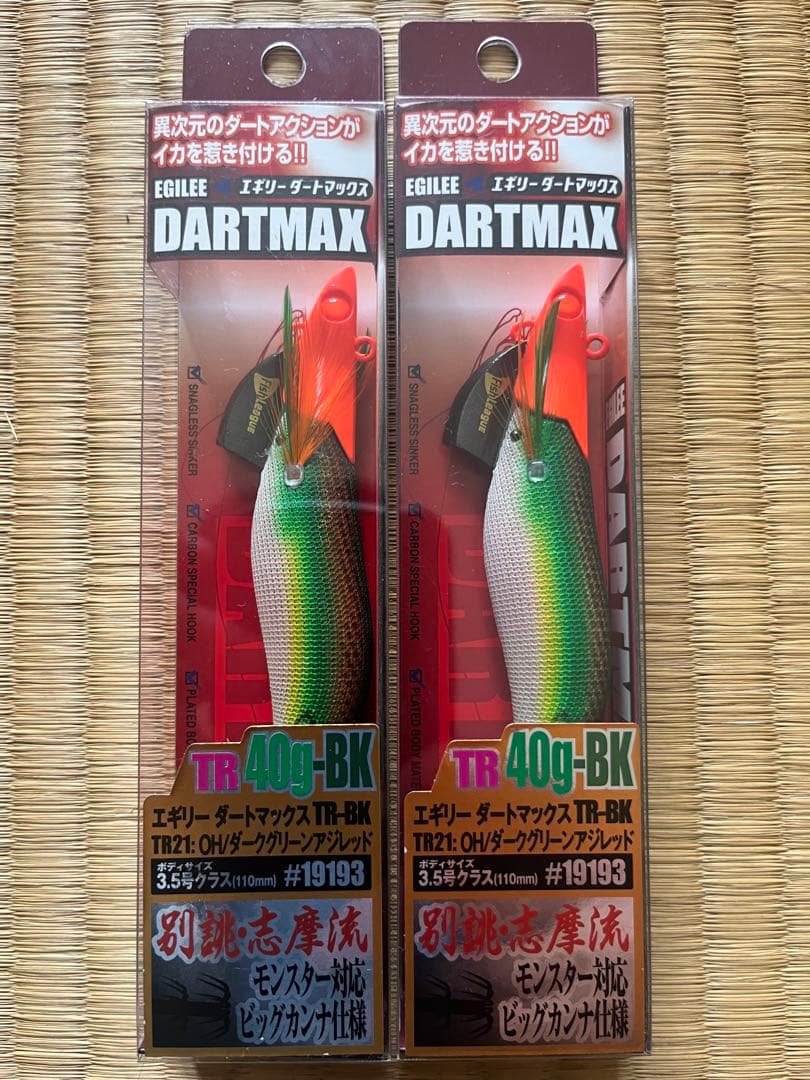 異次元のダートアクションが
イカを惹き付ける!!
EGILEE エギリー ダートマックス
DARTMAX
FishLeague
SNAGLESS SINKER
CARBON SPECIAL HOOK
PLATED BO
TR 40g-BK
エギリー ダートマックス TR-BK
TR21: OH/ダークグリーンアジレッド
ボディサイズ
3.5号クラス(110mm) #19193
別誂・志摩流
モンスター対応
ビッグカンナ仕様
異次元のダートアクションが
イカを惹き付ける!!
EGILEE エギリー ダートマックス
DARTMAX
FishLeague
SNAGLESS SINKER
CARBON SPECIAL HOOK
PLATED BODY MATE
TR 40g-BK
エギリー ダートマックス TR-BK
TR21: OH/ダークグリーンアジレッド
ボディサイズ
3.5号クラス(110mm) #19193
別誂・志摩流
モンスター対応
ビッグカンナ仕様